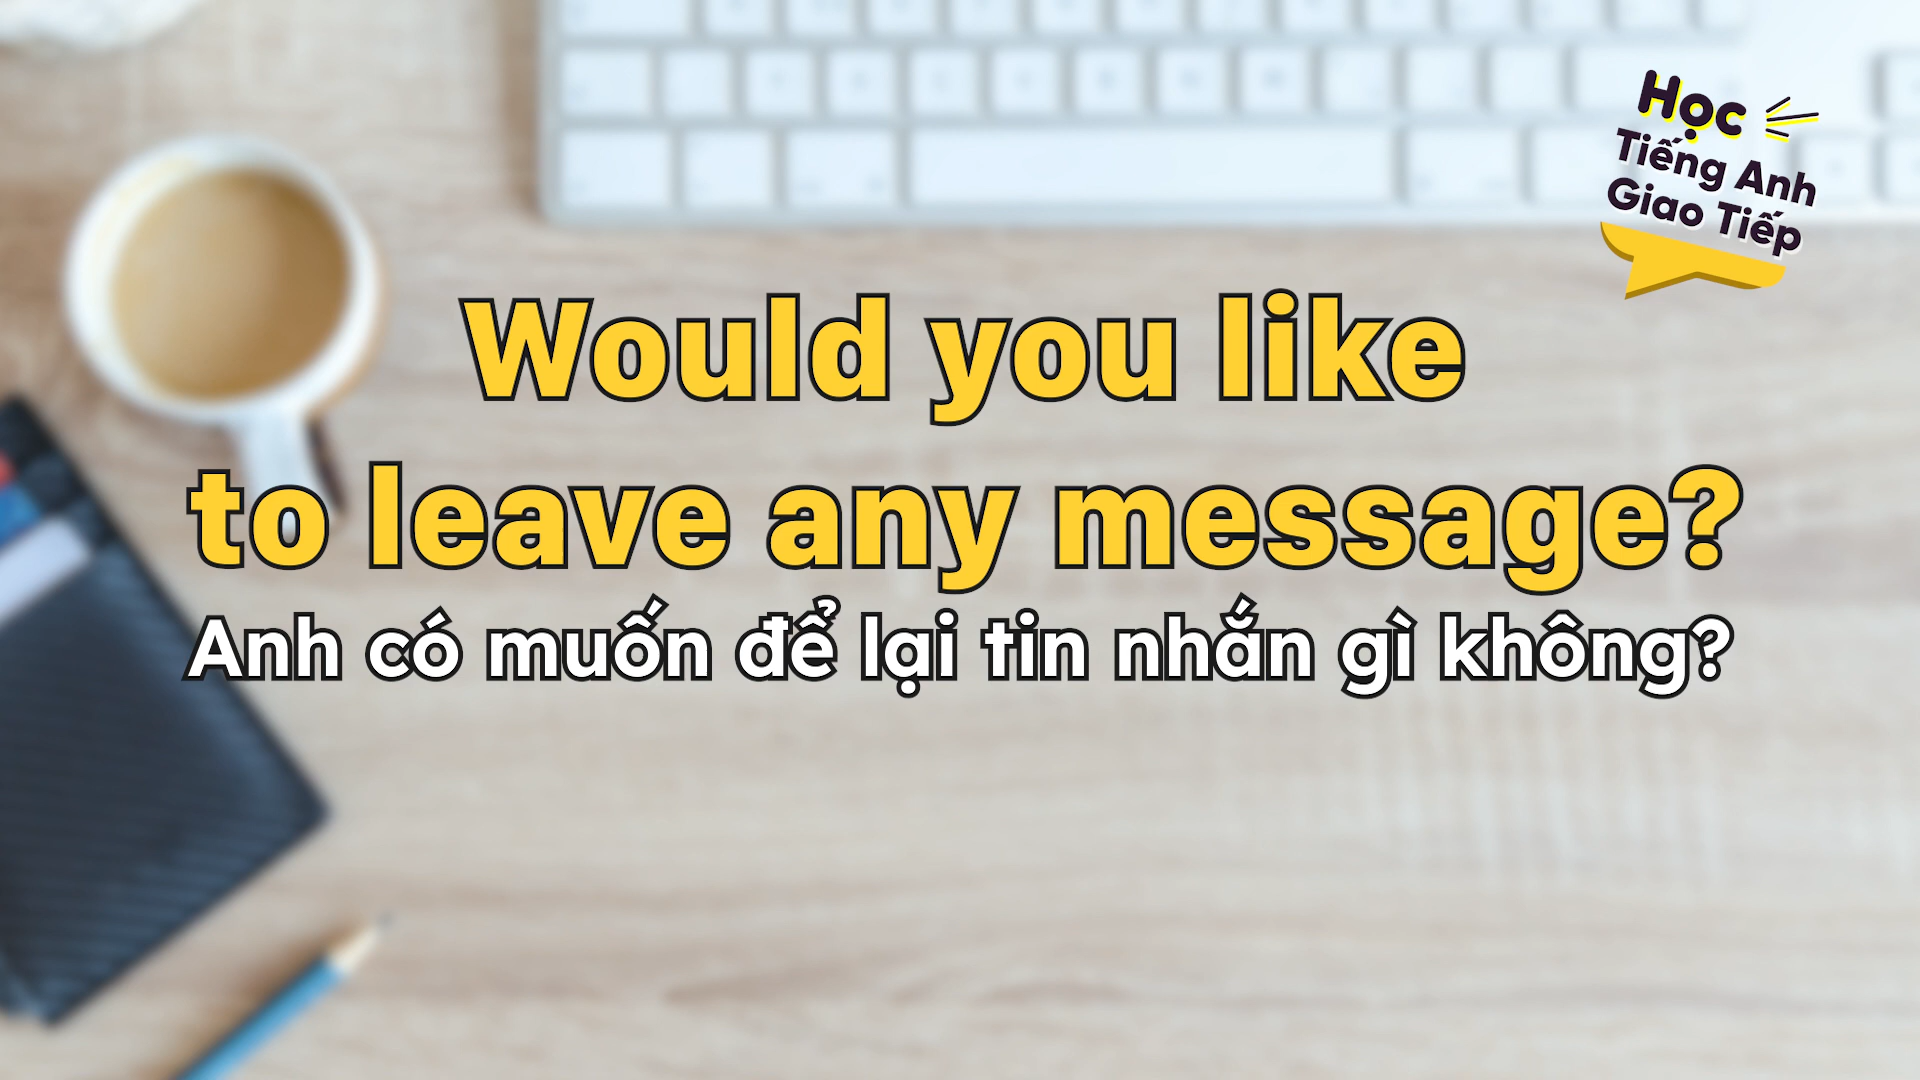 Học
Tiếng Anh
Giao Tiếp
Would you like
to leave any message?
Anh có muốn để lại tin nhắn gì không?